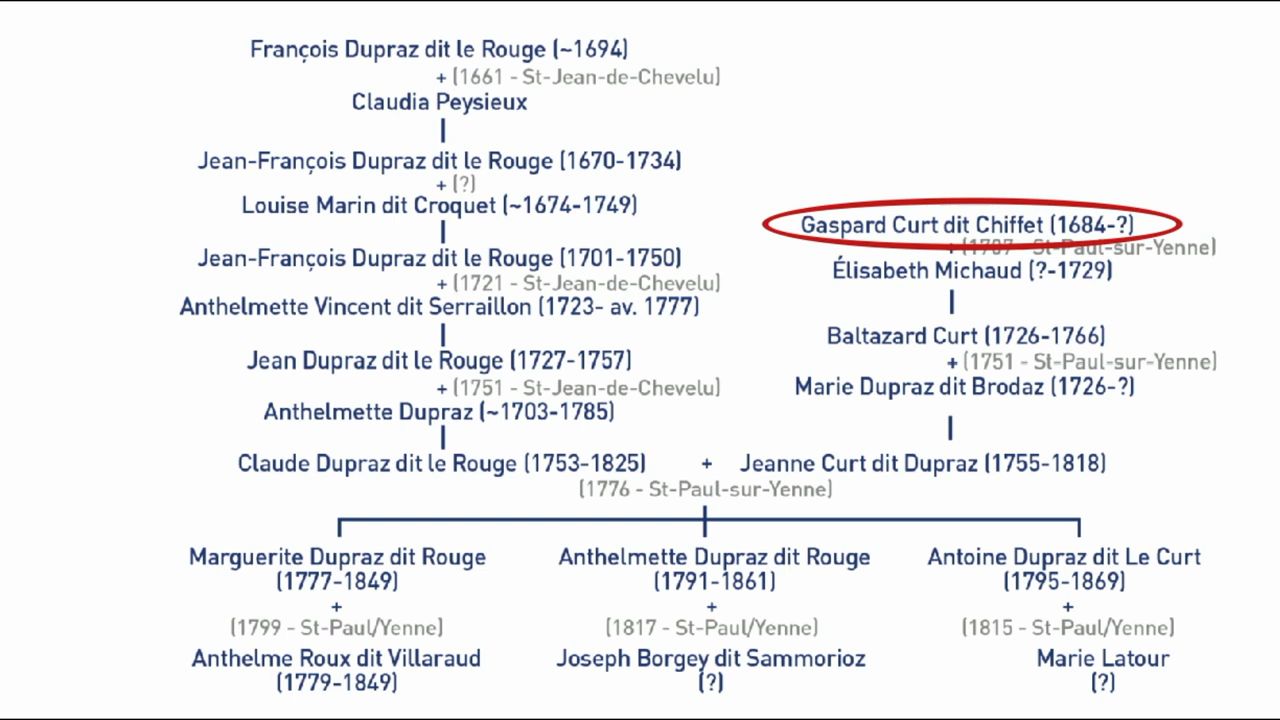 François Dupraz dit le Rouge (~1694)
+ (1661 - St-Jean-de-Chevelu)
Claudia Peysieux
Jean-François Dupraz dit le Rouge (1670-1734)
+ (?)
Louise Marin dit Croquet (~1674-1749)
Jean-François Dupraz dit le Rouge (1701-1750)
+ (1721 - St-Jean-de-Chevelu)
Anthelmette Vincent dit Serraillon (1723- av. 1777)
Jean Dupraz dit le Rouge (1727-1757)
+ (1751 - St-Jean-de-Chevelu)
Anthelmette Dupraz (~1703-1785)
Gaspard Curt dit Chiffet (1684-?)
St-Paul-sur-Yenne)
Élisabeth Michaud (?-1729)
Baltazard Curt (1726-1766)
+ (1751 - St-Paul-sur-Yenne)
Marie Dupraz dit Brodaz (1726-?)
Claude Dupraz dit le Rouge (1753-1825) + Jeanne Curt dit Dupraz (1755-1818)
(1776 - St-Paul-sur-Yenne)
Marguerite Dupraz dit Rouge
(1777-1849)
+
(1799 - St-Paul/Yenne)
Anthelme Roux dit Villaraud
(1779-1849)
Anthelmette Dupraz dit Rouge
(1791-1861)
+
(1817 - St-Paul/Yenne)
Joseph Borgey dit Sammorioz
(?)
Antoine Dupraz dit Le Curt
(1795-1869)
+
(1815 - St-Paul/Yenne)
Marie Latour
(?)